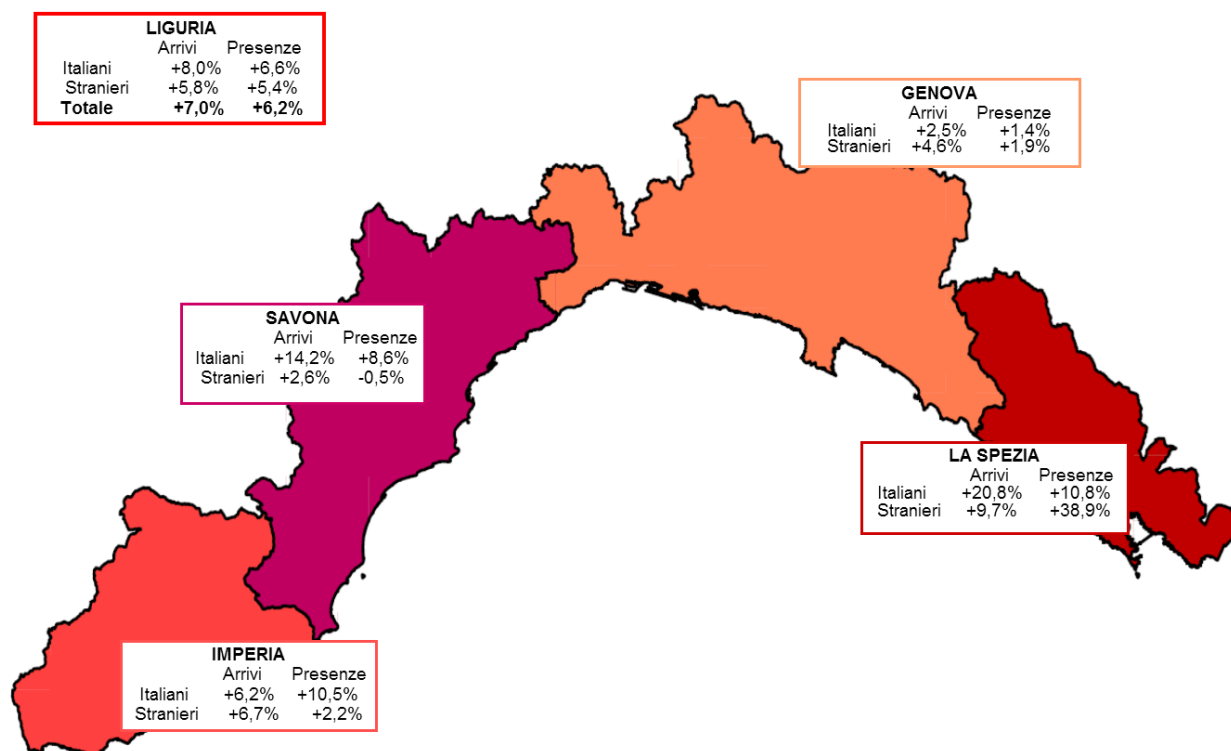 LIGURIA
Arrivi Presenze
Italiani +8,0% +6,6%
Stranieri +5,8% +5,4%
Totale +7,0% +6,2%
GENOVA
Arrivi Presenze
Italiani +2,5% +1,4%
Stranieri +4,6% +1,9%
SAVONA
Arrivi Presenze
Italiani +14,2% +8,6%
Stranieri +2,6% -0,5%
LA SPEZIA
Arrivi Presenze
Italiani +20,8% +10,8%
Stranieri +9,7% +38,9%
IMPERIA
Arrivi Presenze
Italiani +6,2% +10,5%
Stranieri +6,7% +2,2%